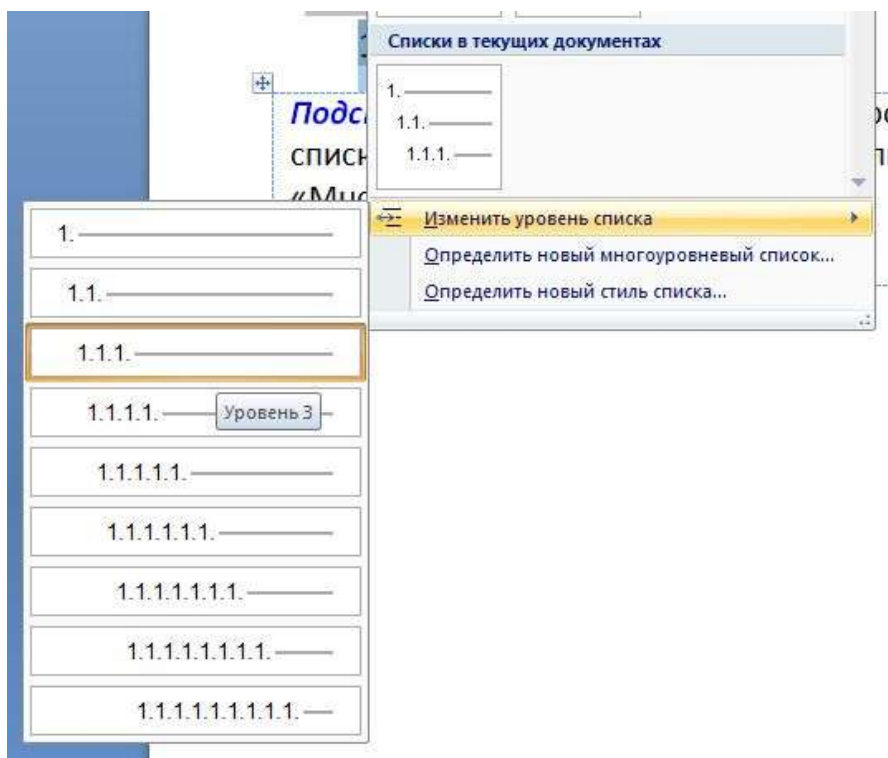 Списки в текущих документах
1.
1.1.
1.1.1.
Изменить уровень списка
Определить новый многоуровневый список...
Определить новый стиль списка...
1.
1.1.
1.1.1.
1.1.1.1.
Уровень 3
1.1.1.1.1.
1.1.1.1.1.1.
1.1.1.1.1.1.1.
1.1.1.1.1.1.1.1.
1.1.1.1.1.1.1.1.1.